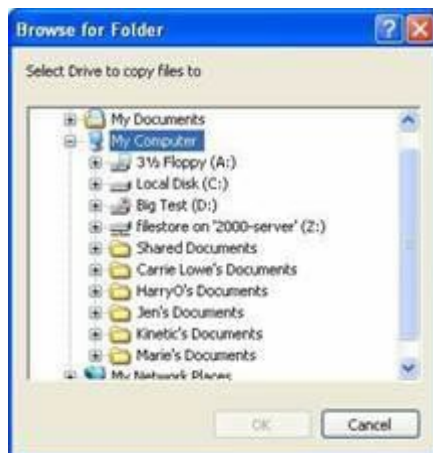 Browse for Folder
Select Drive to copy files to
My Documents
My Computer
3½ Floppy (A:)
Local Disk (C:)
Big Test (D:)
filestore on '2000-server' (Z:)
Shared Documents
Carrie Lowe's Documents
HarryO's Documents
Jen's Documents
Kinetic's Documents
Marie's Documents
My Network Places
OK
Cancel